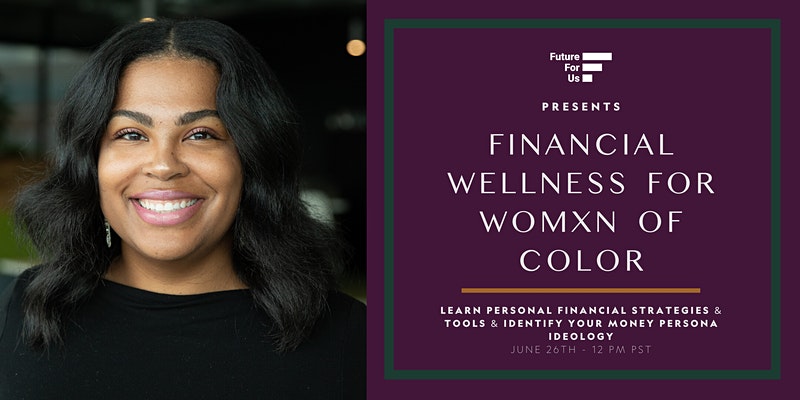 Future
For
Us
PRESENTS
FINANCIAL
WELLNESS FOR
WOMXN OF
COLOR
LEARN PERSONAL FINANCIAL STRATEGIES &
TOOLS & IDENTIFY YOUR MONEY PERSONA
IDEOLOGY
JUNE 26TH - 12 PM PST